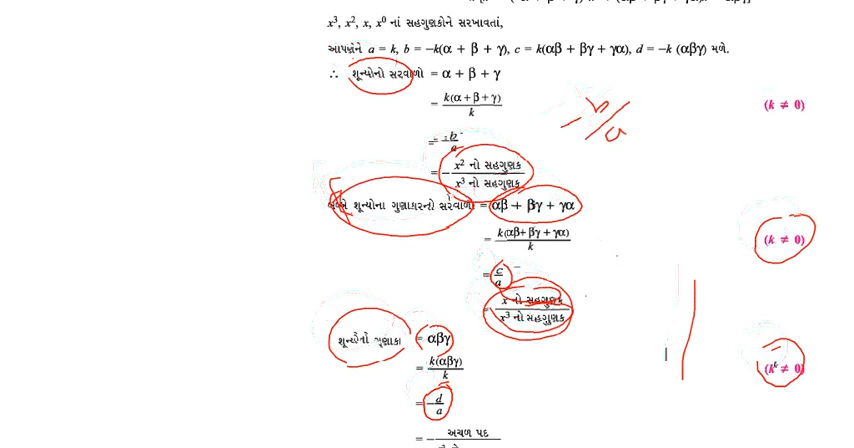 x³, x², x, x⁰ નાં સહગુણકોને સરખાવતાં,
આપણને a = k, b = −k(α + β + γ), c = k(αβ + βγ + γα), d = −k (αβγ) મળે.
∴ શૂન્યોનો સરવાળો = α + β + γ
= k(α + β + γ)/k (k ≠ 0)
= −b/a
−b/a
= − x² નો સહગુણક / x³ નો સહગુણક
શૂન્યોના ગુણાકારનો સરવાળો = αβ + βγ + γα
= k(αβ + βγ + γα)/k (k ≠ 0)
= c/a
= x નો સહગુણક / x³ નો સહગુણક
= αβγ
= k(αβγ)/k (k ≠ 0)
= −d/a
= − અચળ પદ